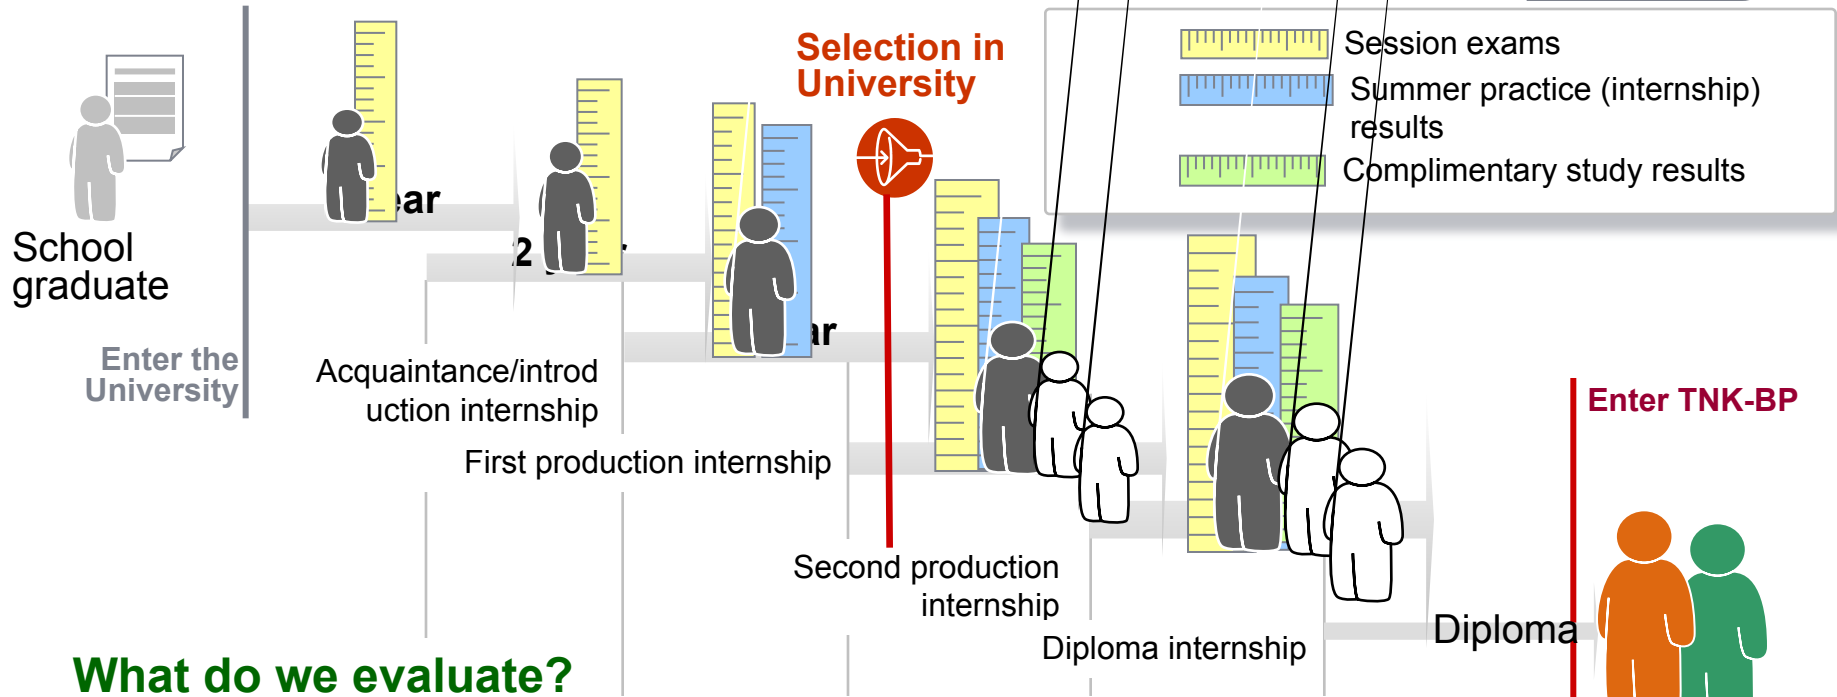 Selection in
University
Session exams
Summer practice (internship)
results
Complimentary study results
School
graduate
Enter the
University
2
Acquaintance/introd
uction internship
First production internship
Second production
internship
Diploma internship
Enter TNK-BP
Diploma
What do we evaluate?